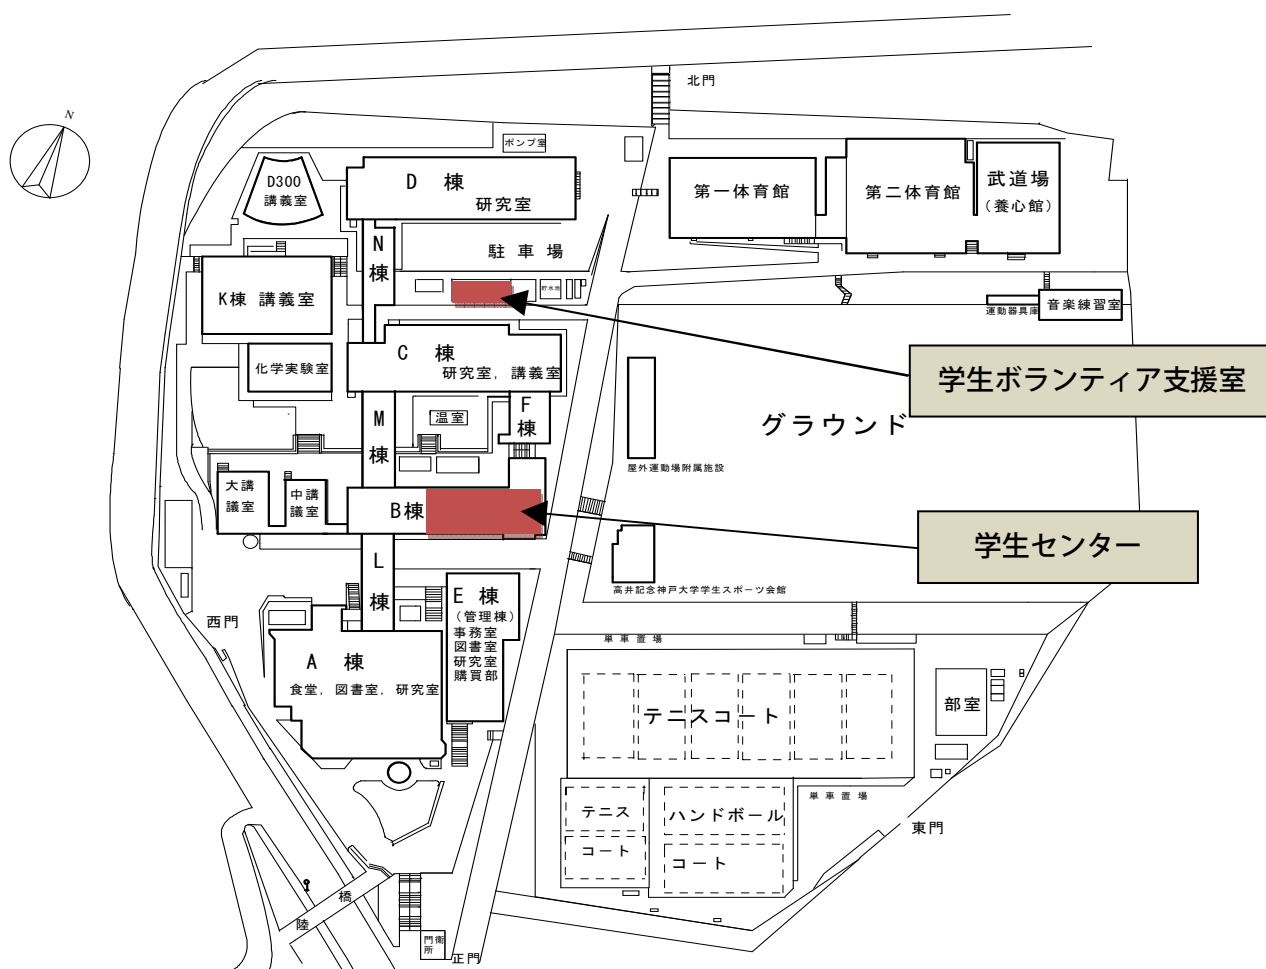 北門
N
ポンプ室
D300
講義室
D 棟
研究室
第一体育館
第二体育館
武道場
(養心館)
N
棟
駐車場
K棟 講義室
貯水池
運動器具庫
音楽練習室
C 棟
研究室, 講義室
化学実験室
学生ボランティア支援室
M
棟
温室
F
棟
グラウンド
屋外運動場附属施設
大講
議室
中講
議室
B棟
学生センター
L
棟
高井記念神戸大学学生スポーツ会館
E 棟
(管理棟)
事務室
図書室
研究室
購買部
西門
単車置場
A 棟
食堂, 図書室, 研究室
テニスコート
部室
単車置場
テニス
コート
ハンドボール
コート
東門
陸
橋
門衛
所
正門